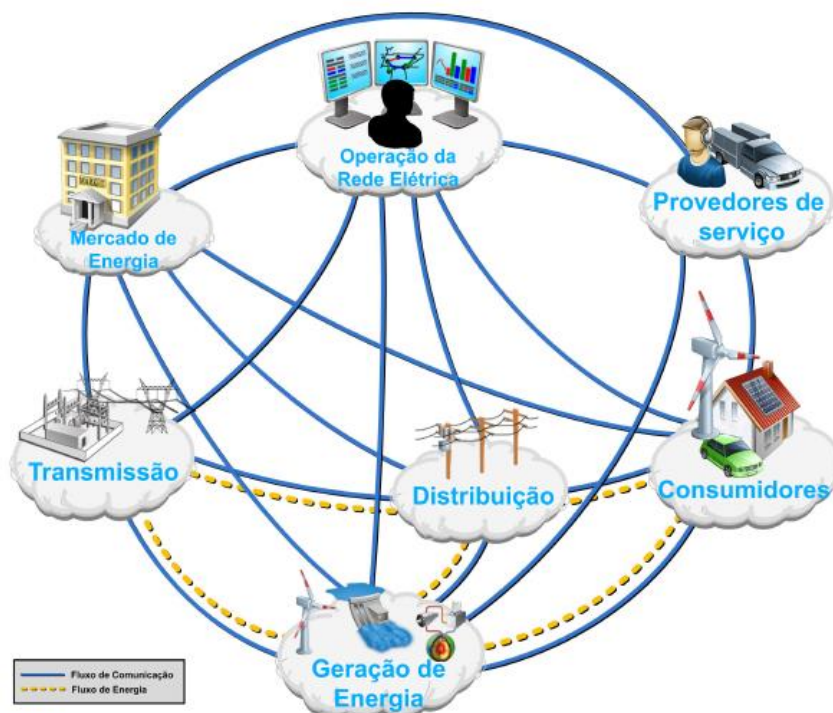 Operação da
Rede Elétrica
Provedores de
serviço
Mercado de
Energia
Transmissão
Distribuição
Consumidores
Geração de
Energia
Fluxo de Comunicação
Fluxo de Energia